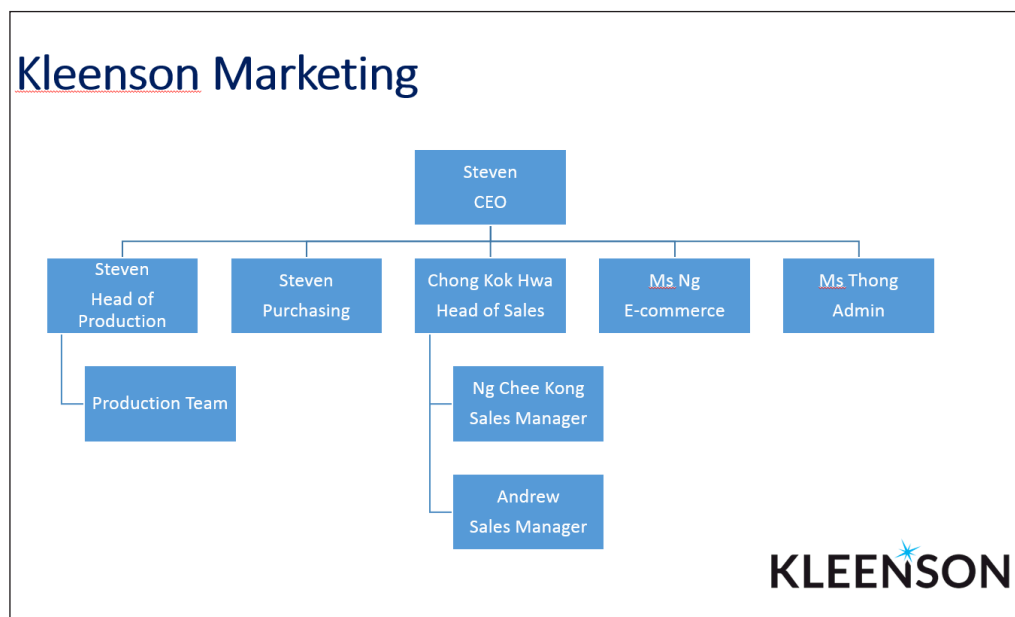 Kleenson Marketing
Steven
CEO
Steven
Head of
Production
Steven
Purchasing
Chong Kok Hwa
Head of Sales
Ms Ng
E-commerce
Ms Thong
Admin
Production Team
Ng Chee Kong
Sales Manager
Andrew
Sales Manager
KLEENSON